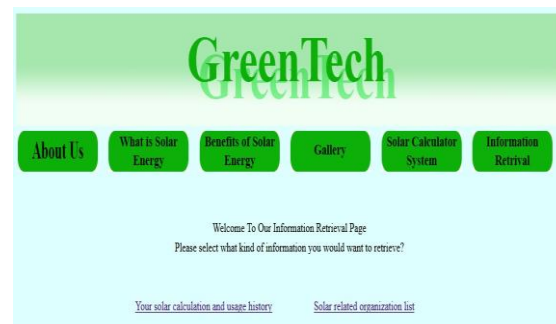 GreenTech
About Us
What is Solar
Energy
Benefits of Solar
Energy
Gallery
Solar Calculator
System
Information
Retrival
Welcome To Our Information Retrieval Page
Please select what kind of information you would want to retrieve?
Your solar calculation and usage history Solar related organization list